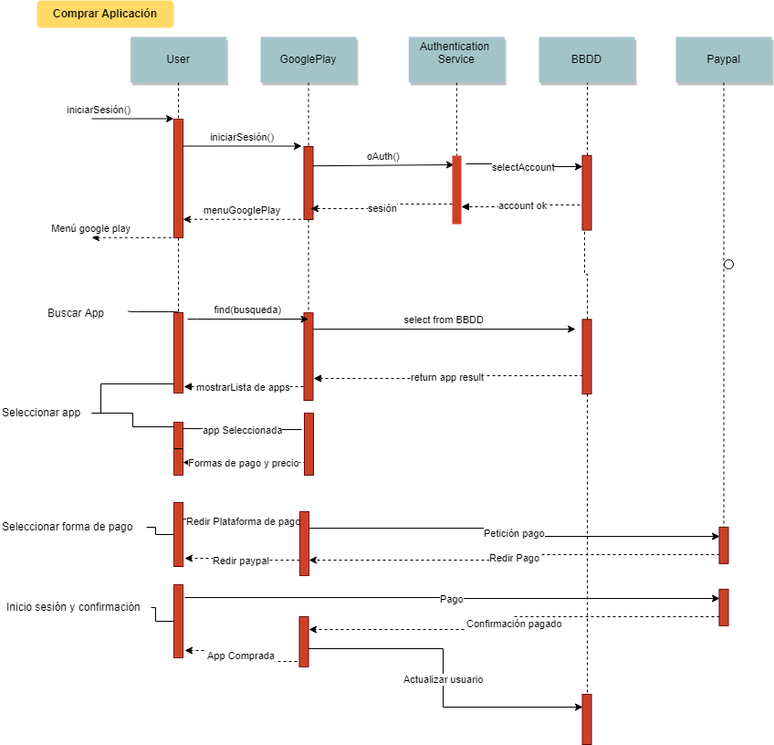 Comprar Aplicación
User
GooglePlay
Authentication
Service
BBDD
Paypal
iniciarSesión()
iniciarSesión()
oAuth()
selectAccount
account ok
sesión
menuGooglePlay
Menú google play
Buscar App
find(busqueda)
select from BBDD
return app result
mostrarLista de apps
Seleccionar app
app Seleccionada
Formas de pago y precio
Seleccionar forma de pago
Redir Plataforma de pago
Petición pago
Redir Pago
Redir paypal
Inicio sesión y confirmación
Pago
Confirmación pagado
App Comprada
Actualizar usuario